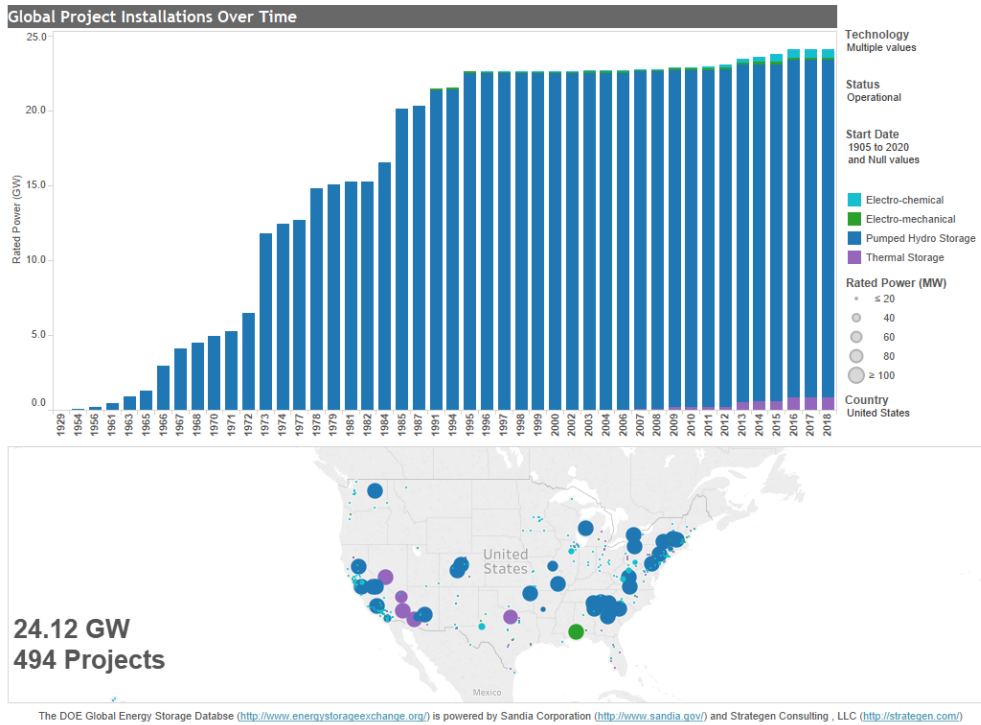 Global Project Installations Over Time
Technology
Multiple values
Status
Operational
Start Date
1905 to 2020
and Null values
Electro-chemical
Electro-mechanical
Pumped Hydro Storage
Thermal Storage
Rated Power (MW)
≤ 20
40
60
80
≥ 100
Country
United States
Rated Power (GW)
25.0
20.0
15.0
10.0
5.0
0.0
1929 1954 1956 1961 1963 1965 1966 1967 1968 1970 1971 1972 1973 1974 1977 1978 1979 1981 1982 1984 1985 1987 1991 1994 1995 1996 1997 1998 1999 2000 2002 2003 2004 2006 2007 2008 2009 2010 2011 2012 2013 2014 2015 2016 2017 2018
United
States
Mexico
24.12 GW
494 Projects
The DOE Global Energy Storage Databse (http://www.energystorageexchange.org/) is powered by Sandia Corporation (http://www.sandia.gov/) and Strategen Consulting , LLC (http://strategen.com/)